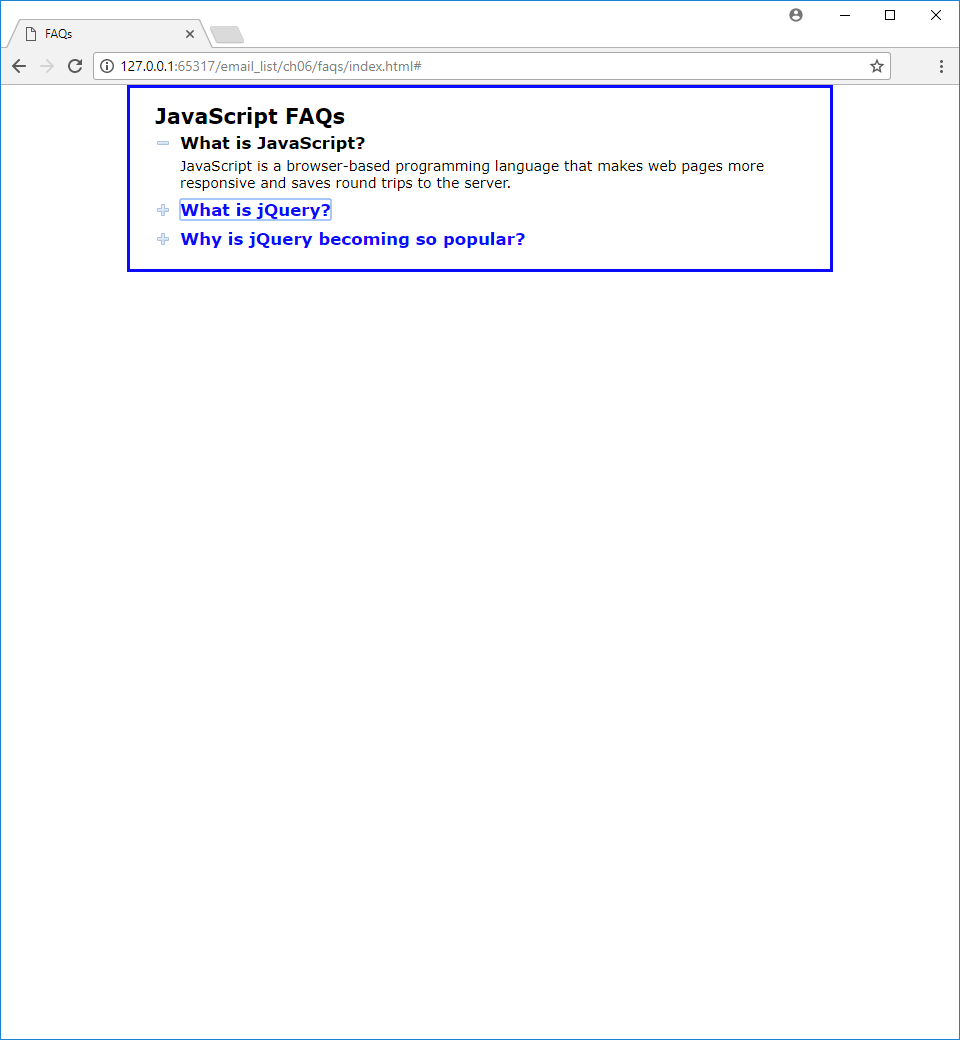 FAQs
127.0.0.1:65317/email_list/ch06/faqs/index.html#
JavaScript FAQs
What is JavaScript?
JavaScript is a browser-based programming language that makes web pages more
responsive and saves round trips to the server.
What is jQuery?
Why is jQuery becoming so popular?